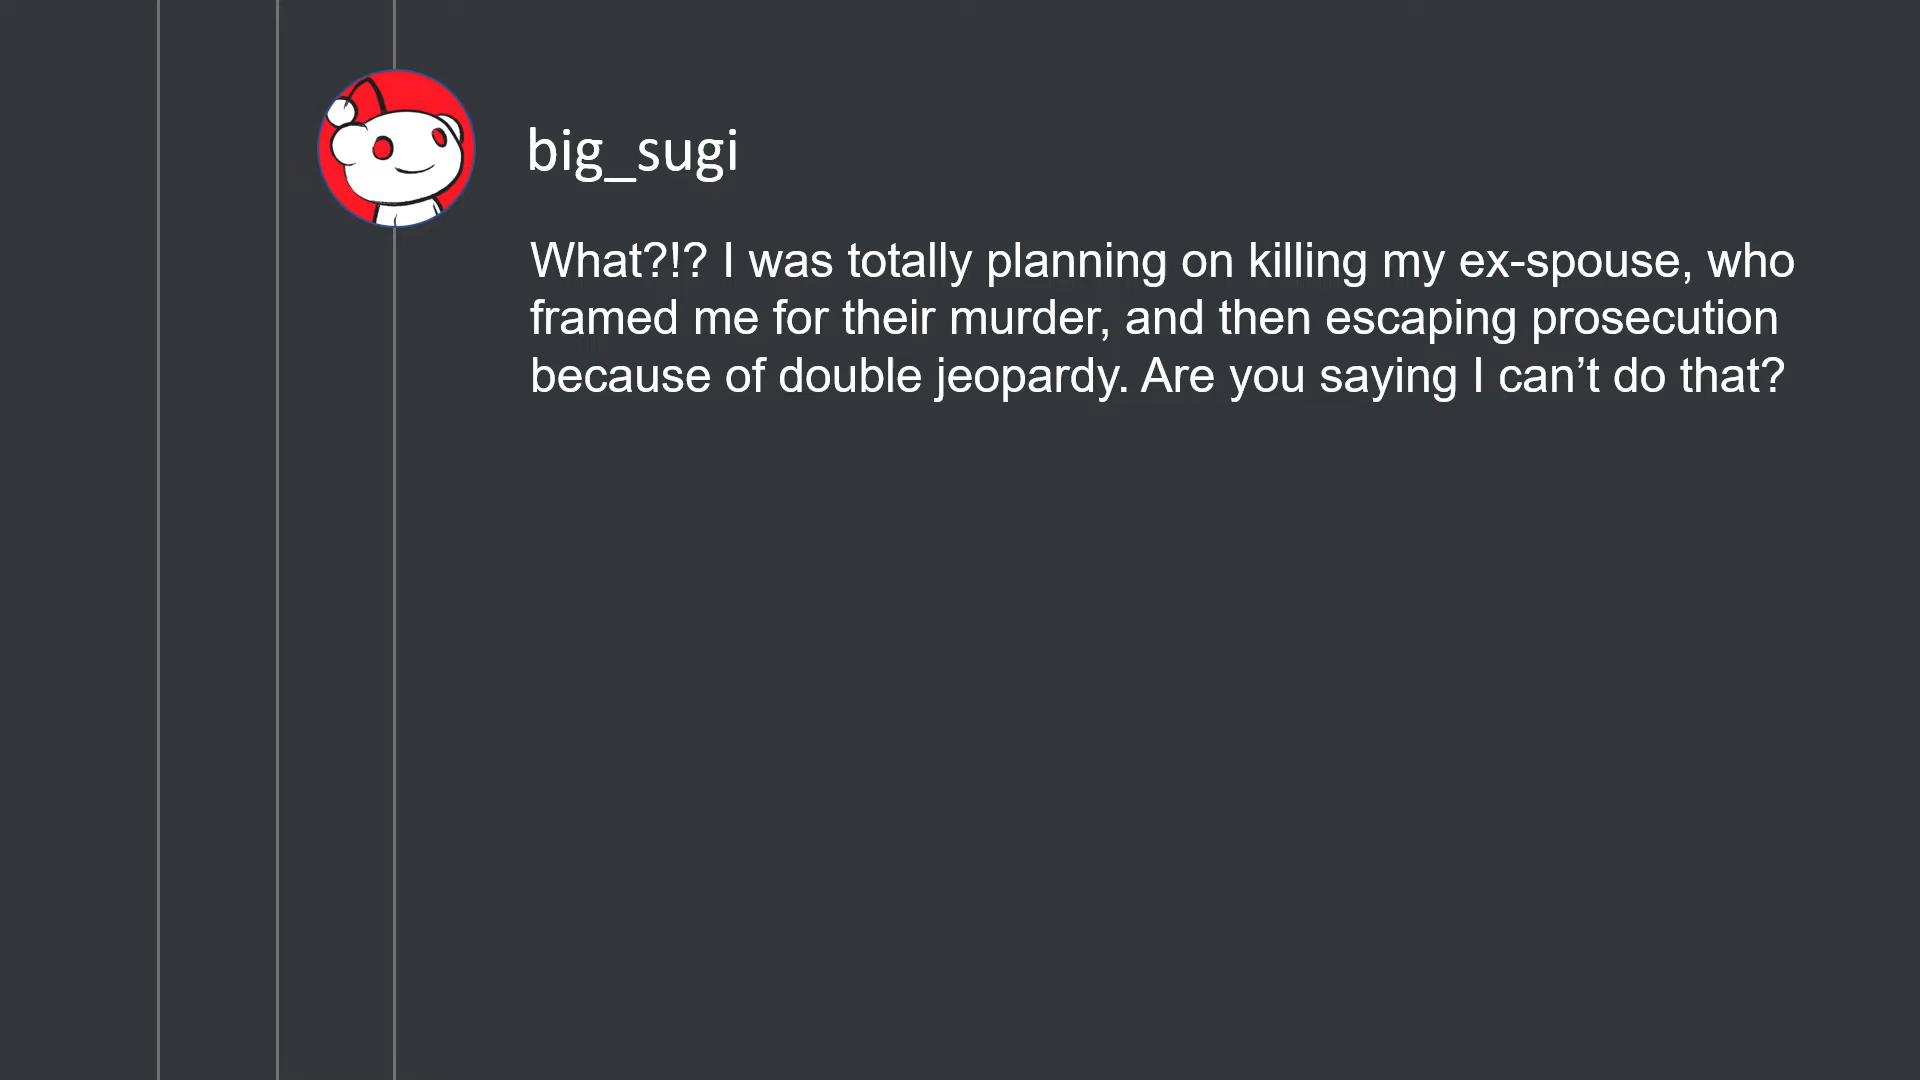 big_sugi
What?!? I was totally planning on killing my ex-spouse, who
framed me for their murder, and then escaping prosecution
because of double jeopardy. Are you saying I can’t do that?